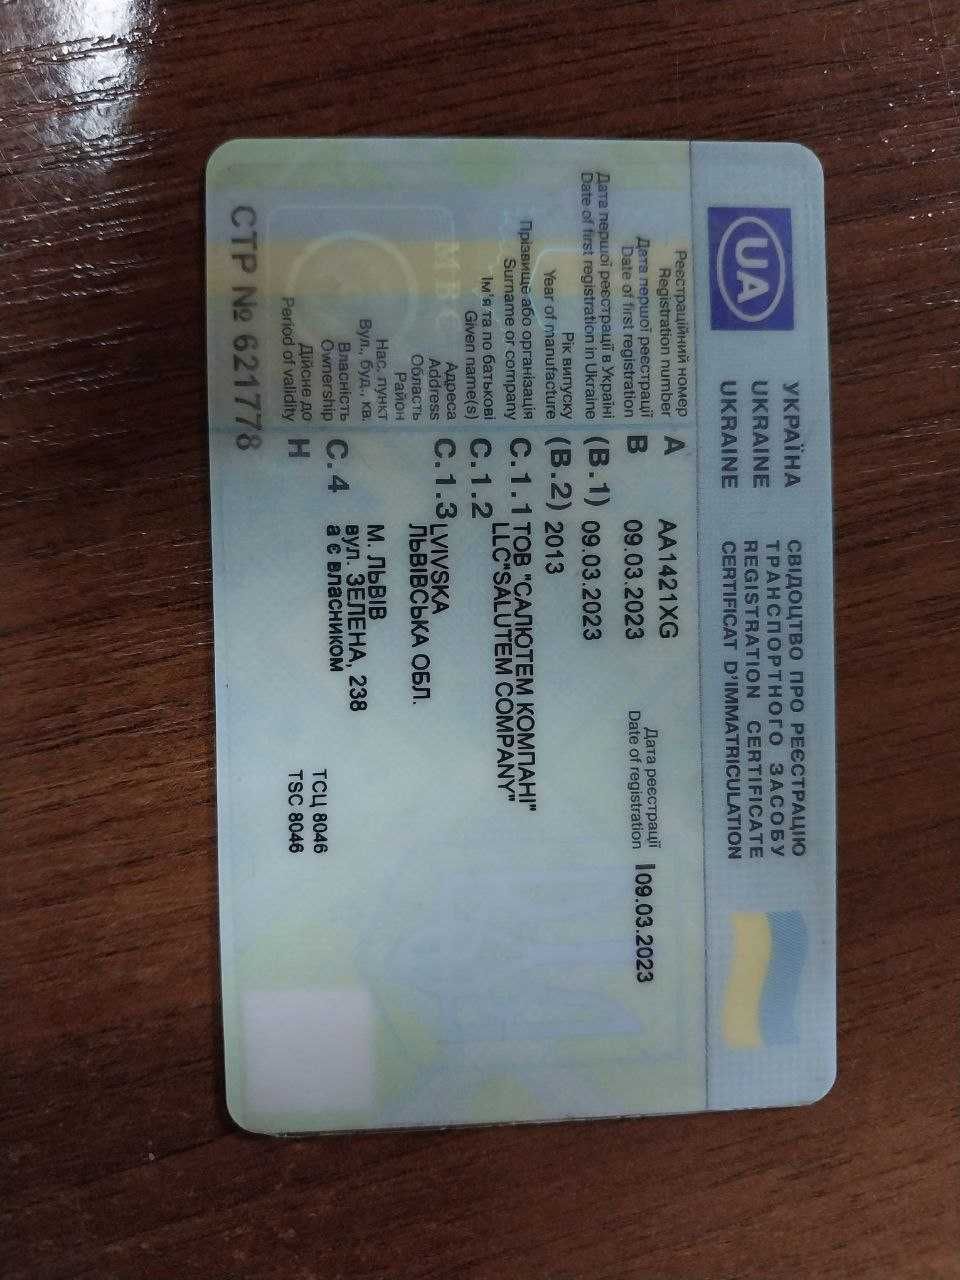 UA
УКРАЇНА
UKRAINE
UKRAINE
СВІДОЦТВО ПРО РЕЄСТРАЦІЮ
ТРАНСПОРТНОГО ЗАСОБУ
REGISTRATION CERTIFICATE
CERTIFICAT D'IMMATRICULATION
Реєстраційний номер
Registration number A AA1421XG
Дата першої реєстрації
Date of first registration B 09.03.2023
Дата реєстрації
Date of registration I 09.03.2023
Дата першої реєстрації в Україні
Date of first registration in Ukraine (B.1) 09.03.2023
Рік випуску
Year of manufacture (B.2) 2013
Прізвище або організація
Surname or company C.1.1 ТОВ "САЛЮТЕМ КОМПАНІ"
LLC"SALUTEM COMPANY"
Ім'я та по батькові
Given name(s) C.1.2
Адреса
Address C.1.3 LVIVSKA
Область ЛЬВІВСЬКА ОБЛ.
Район
Нас. пункт М. ЛЬВІВ
Вул., буд., кв. вул. ЗЕЛЕНА, 238
Власність
Ownership C.4 а є власником
Дійсне до
Period of validity H
ТСЦ 8046
TSC 8046
СТР № 621778
МВС